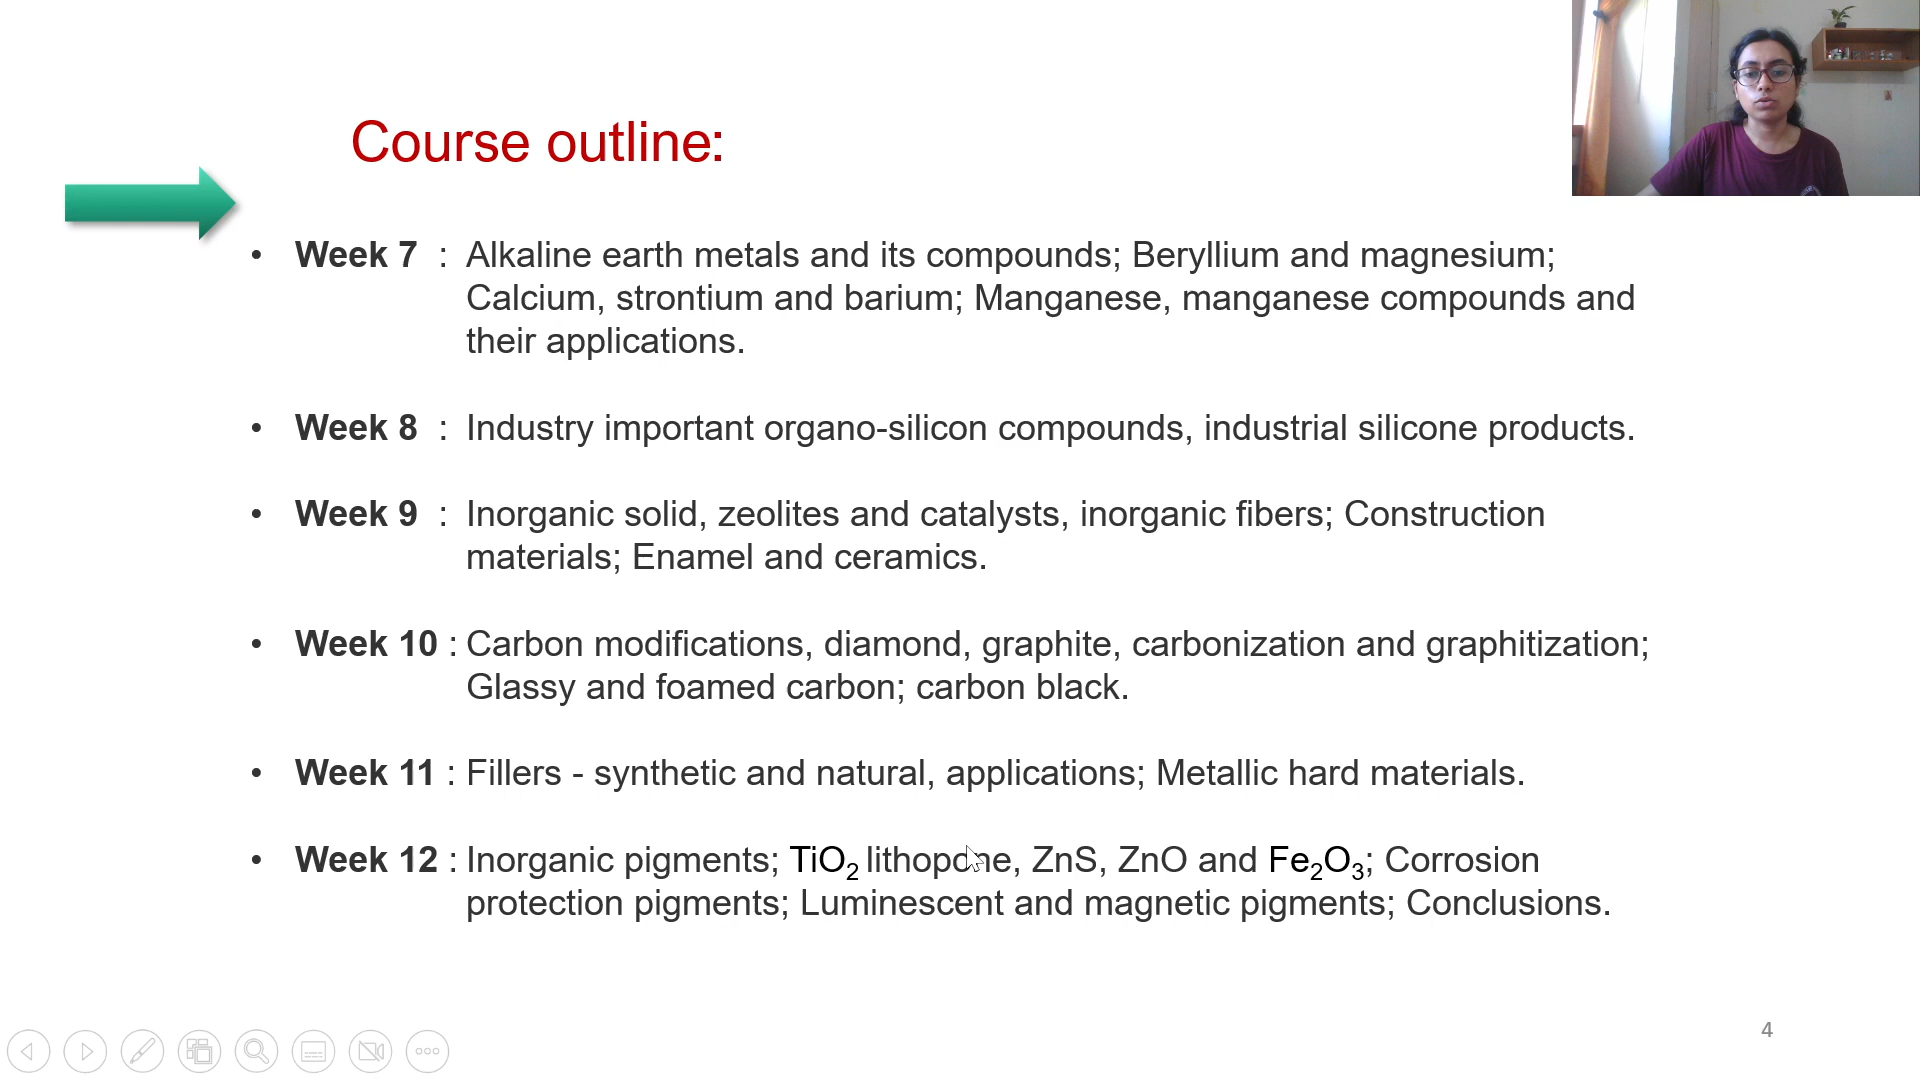 Course outline:
• Week 7 : Alkaline earth metals and its compounds; Beryllium and magnesium;
Calcium, strontium and barium; Manganese, manganese compounds and
their applications.
• Week 8 : Industry important organo-silicon compounds, industrial silicone products.
• Week 9 : Inorganic solid, zeolites and catalysts, inorganic fibers; Construction
materials; Enamel and ceramics.
• Week 10 : Carbon modifications, diamond, graphite, carbonization and graphitization;
Glassy and foamed carbon; carbon black.
• Week 11 : Fillers - synthetic and natural, applications; Metallic hard materials.
• Week 12 : Inorganic pigments; TiO₂ lithopone, ZnS, ZnO and Fe₂O₃; Corrosion
protection pigments; Luminescent and magnetic pigments; Conclusions.
4